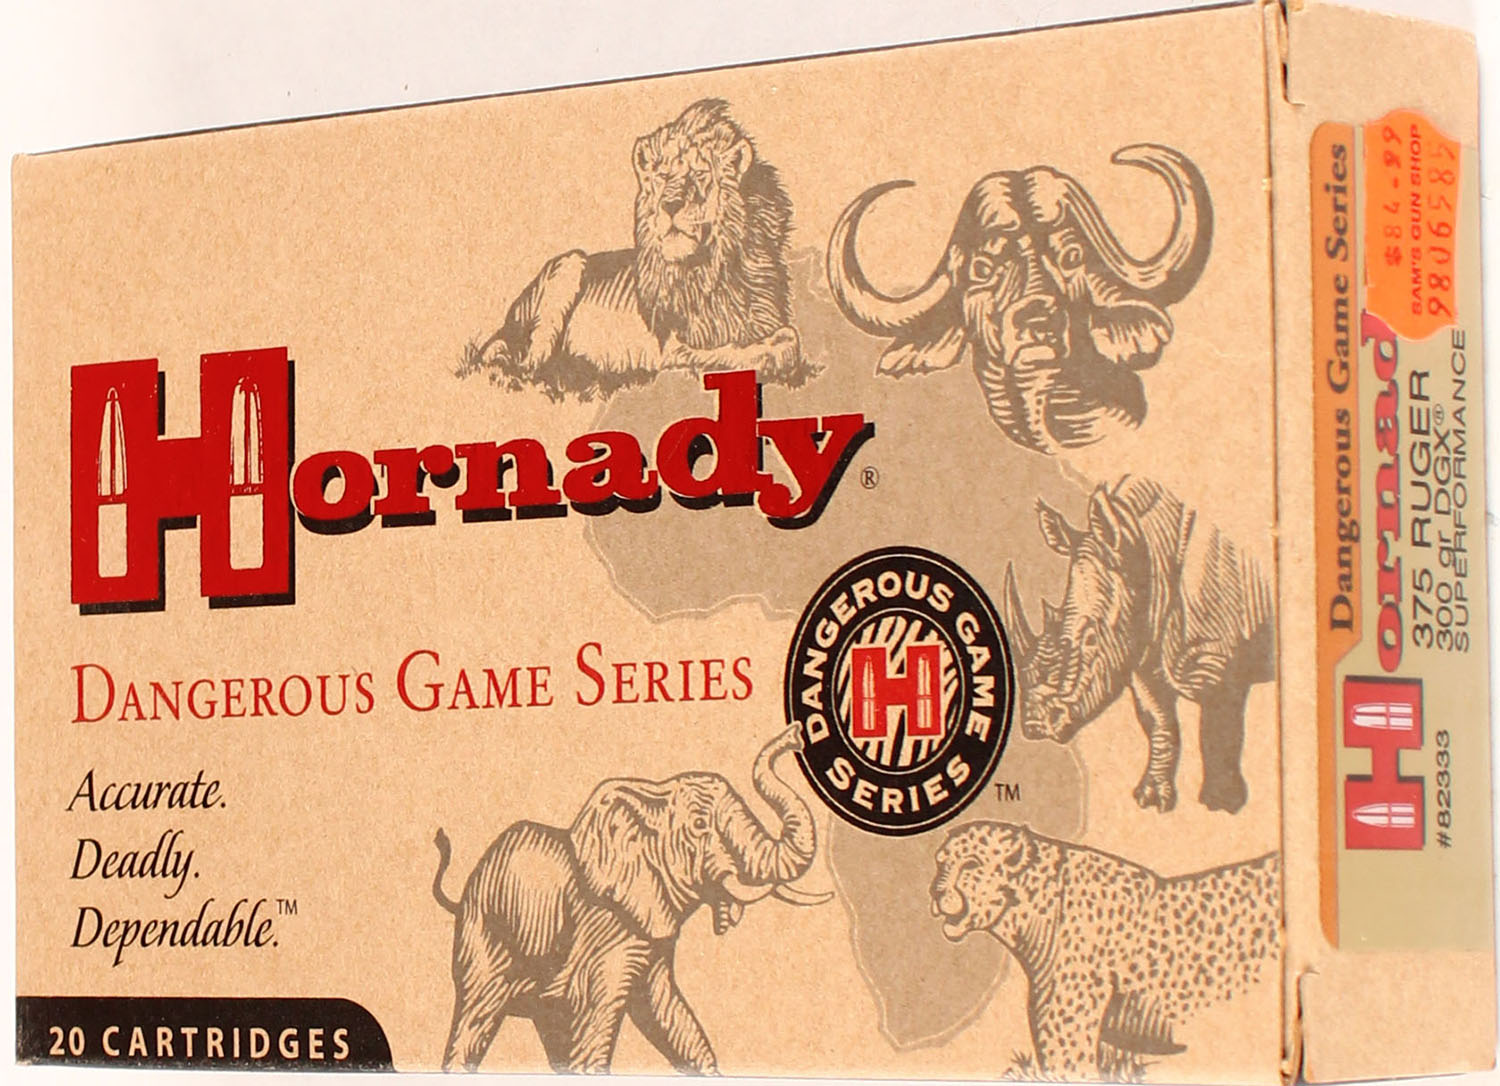 Hornady®
DANGEROUS GAME SERIES
DANGEROUS GAME
SERIES
TM
Accurate.
Deadly.
Dependable.™
20 CARTRIDGES
Dangerous Game Series
Hornad
375 RUGER
300 gr DGX®
SUPERFORMANCE
#82333
$84.99
SAM'S GUN SHOP